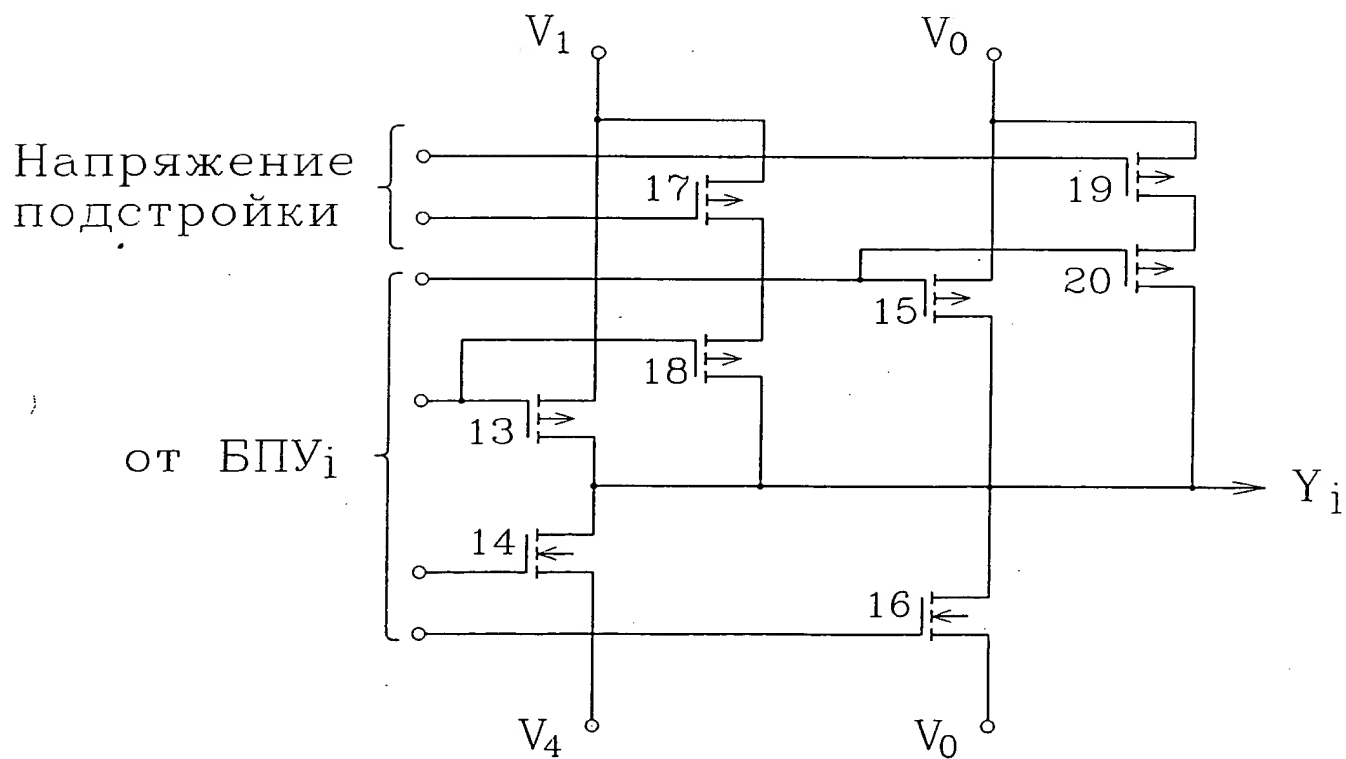 V1
V0
Напряжение
подстройки
17
19
20
15
18
13
от БПУi
Yi
14
16
V4
V0